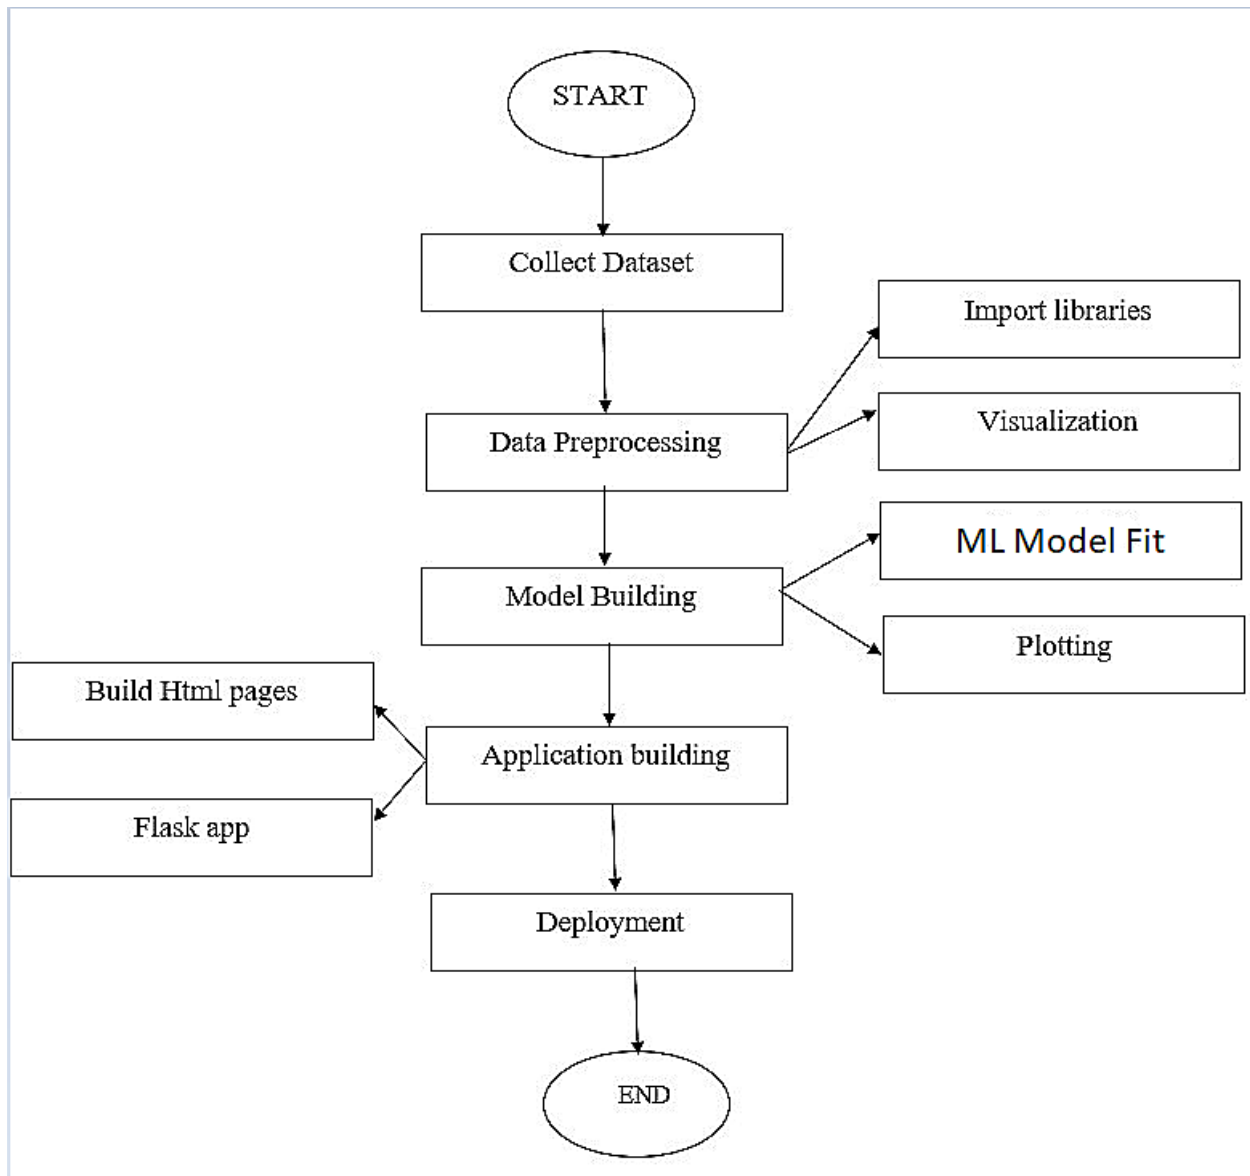 START
Collect Dataset
Import libraries
Visualization
Data Preprocessing
ML Model Fit
Model Building
Plotting
Build Html pages
Application building
Flask app
Deployment
END